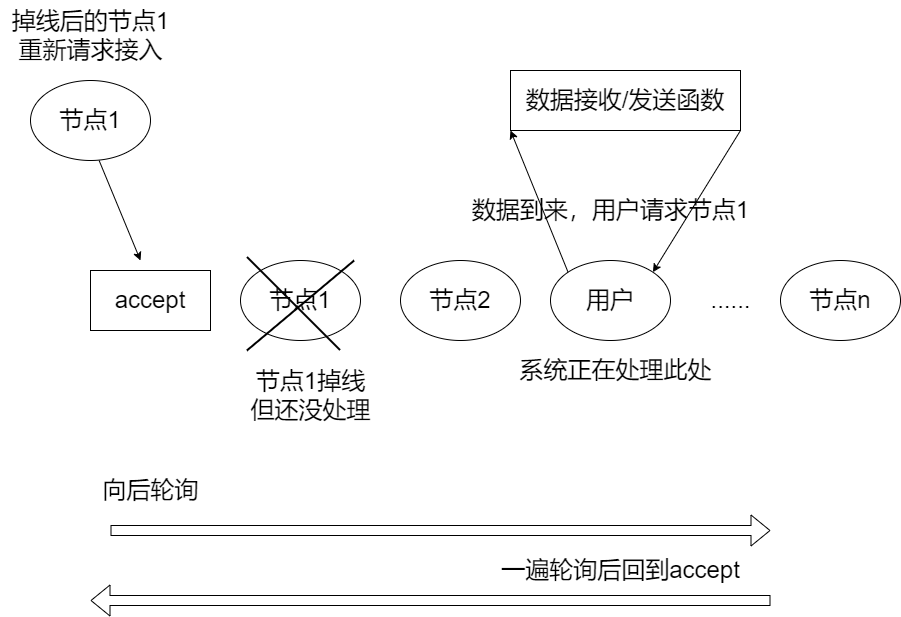 掉线后的节点1
重新请求接入
节点1
数据接收/发送函数
数据到来，用户请求节点1
accept
节点1
节点2
用户
......
节点n
节点1掉线
但还没处理
系统正在处理此处
向后轮询
一遍轮询后回到accept